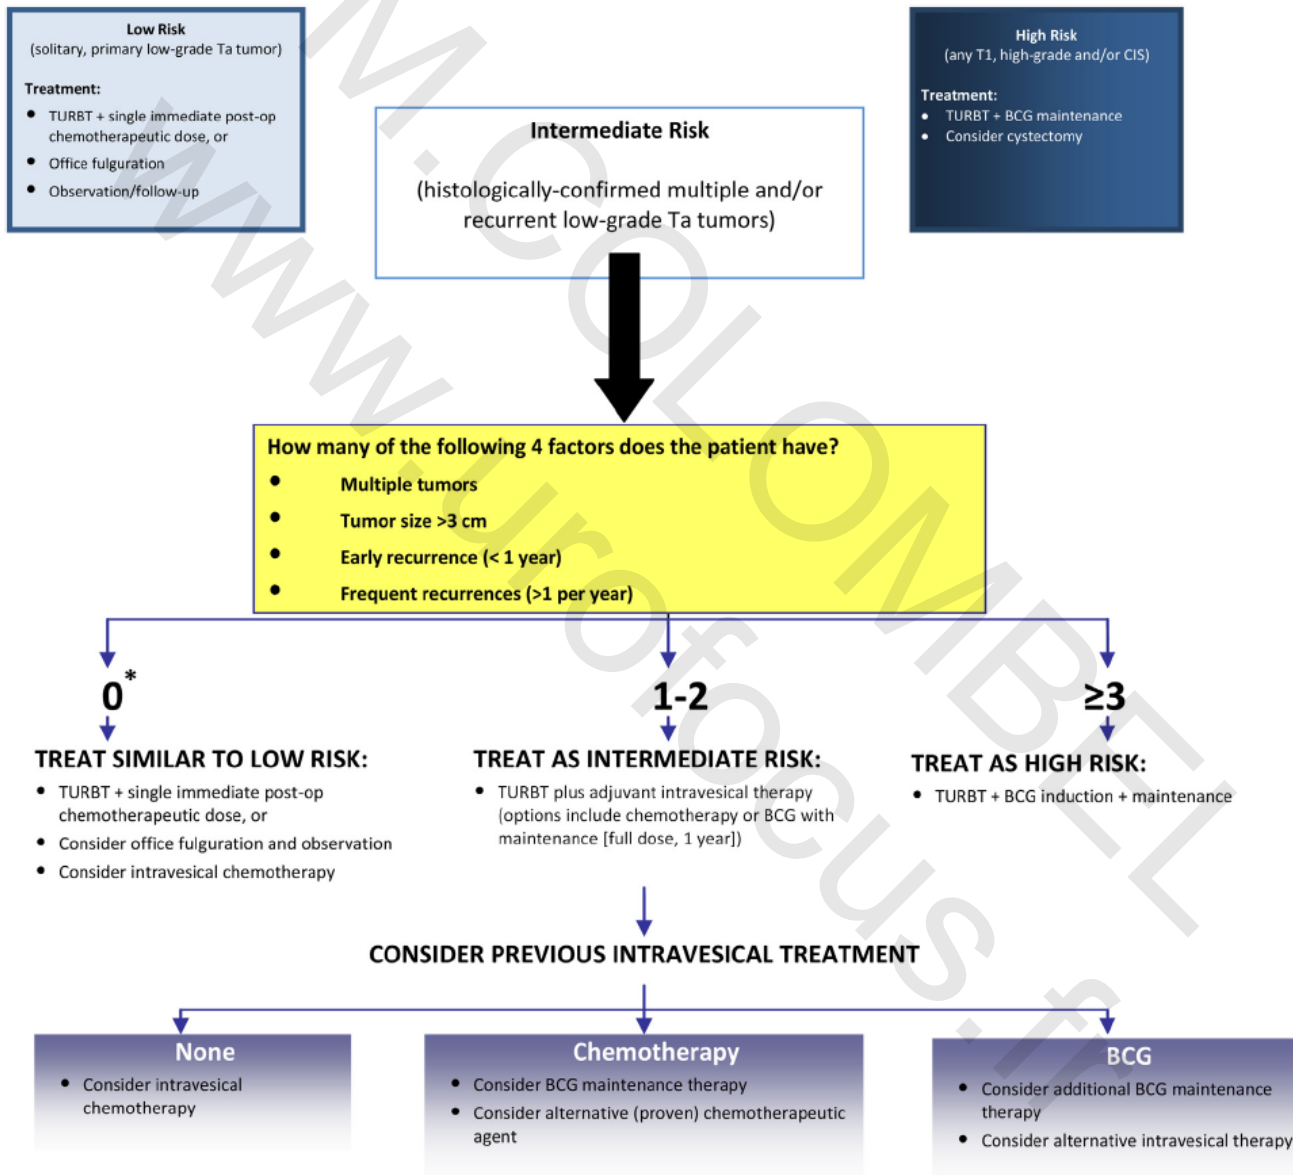 Low Risk
(solitary, primary low-grade Ta tumor)
Treatment:
• TURBT + single immediate post-op
chemotherapeutic dose, or
• Office fulguration
• Observation/follow-up
High Risk
(any T1, high-grade and/or CIS)
Treatment:
• TURBT + BCG maintenance
• Consider cystectomy
Intermediate Risk
(histologically-confirmed multiple and/or
recurrent low-grade Ta tumors)
How many of the following 4 factors does the patient have?
• Multiple tumors
• Tumor size >3 cm
• Early recurrence (< 1 year)
• Frequent recurrences (>1 per year)
0*
TREAT SIMILAR TO LOW RISK:
• TURBT + single immediate post-op
chemotherapeutic dose, or
• Consider office fulguration and observation
• Consider intravesical chemotherapy
1-2
TREAT AS INTERMEDIATE RISK:
• TURBT plus adjuvant intravesical therapy
(options include chemotherapy or BCG with
maintenance [full dose, 1 year])
≥3
TREAT AS HIGH RISK:
• TURBT + BCG induction + maintenance
CONSIDER PREVIOUS INTRAVESICAL TREATMENT
None
• Consider intravesical
chemotherapy
Chemotherapy
• Consider BCG maintenance therapy
• Consider alternative (proven) chemotherapeutic
agent
BCG
• Consider additional BCG maintenance
therapy
• Consider alternative intravesical therapy
M.COLOMBEL
www.urofocus.fr